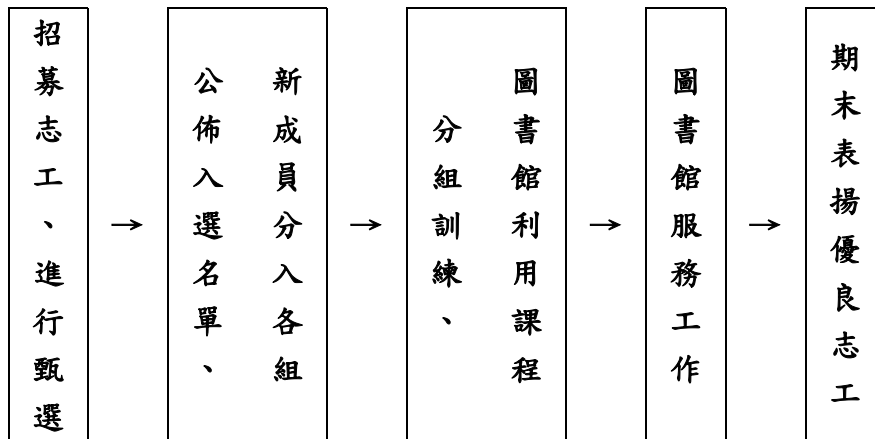 招募志工、進行甄選
公佈入選名單、
新成員分入各組
分組訓練、
圖書館利用課程
圖書館服務工作
期末表揚優良志工